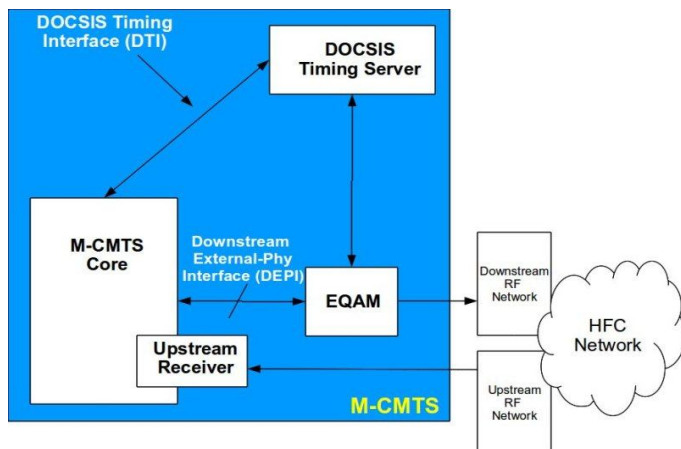 DOCSIS Timing
Interface (DTI)
DOCSIS
Timing Server
M-CMTS
Core
Downstream
External-Phy
Interface (DEPI)
EQAM
Downstream
RF
Network
HFC
Network
Upstream
Receiver
Upstream
RF
Network
M-CMTS